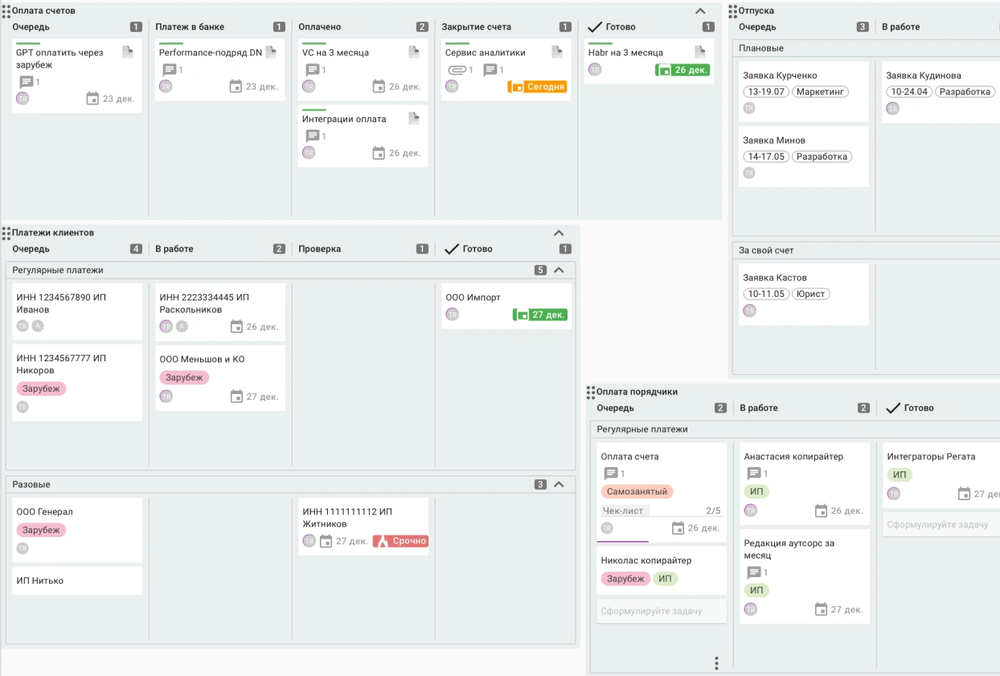 Оплата счетов
Очередь 1
GPT оплатить через
зарубеж
1
TR 23 дек.
Платеж в банке 1
Performance-подряд DN
1
TR 23 дек.
Оплачено 2
VC на 3 месяца
1
TR 26 дек.
Интеграции оплата
1
TR 26 дек.
Закрытие счета 1
Сервис аналитики
1 1
TR Сегодня
Готово 1
Habr на 3 месяца
TR 26 дек.
Отпуска
Очередь 3
В работе
Плановые
Заявка Курченко
13-19.07 Маркетинг
TR
Заявка Минов
14-17.05 Разработка
TR
Заявка Кудинова
10-24.04 Разработка
TR
За свой счет
Заявка Кастов
10-11.05 Юрист
TR
Платежи клиентов
Очередь 4
В работе 2
Проверка 1
Готово 1
Регулярные платежи 5
ИНН 1234567890 ИП
Иванов
TR A
ИНН 1234567777 ИП
Никоров
Зарубеж
TR
ИНН 2223334445 ИП
Раскольников
TR A 26 дек.
ООО Меньшов и КО
Зарубеж
TR 27 дек.
ООО Импорт
TR 27 дек.
Разовые 3
ООО Генерал
Зарубеж
TR
ИП Нитько
ИНН 1111111112 ИП
Житников
TR 27 дек. Срочно
Оплата порядчики
Очередь 2
В работе 2
Готово
Регулярные платежи
Оплата счета
1
Самозанятый
Чек-лист 2/5
TR 26 дек.
Николас копирайтер
Зарубеж ИП
Сформулируйте задачу
Анастасия копирайтер
1
ИП
TR 26 дек.
Редакция аутсорс за
месяц
1
ИП
TR 27 дек.
Интеграторы Регата
ИП
TR 27 де
Сформулируйте задачу